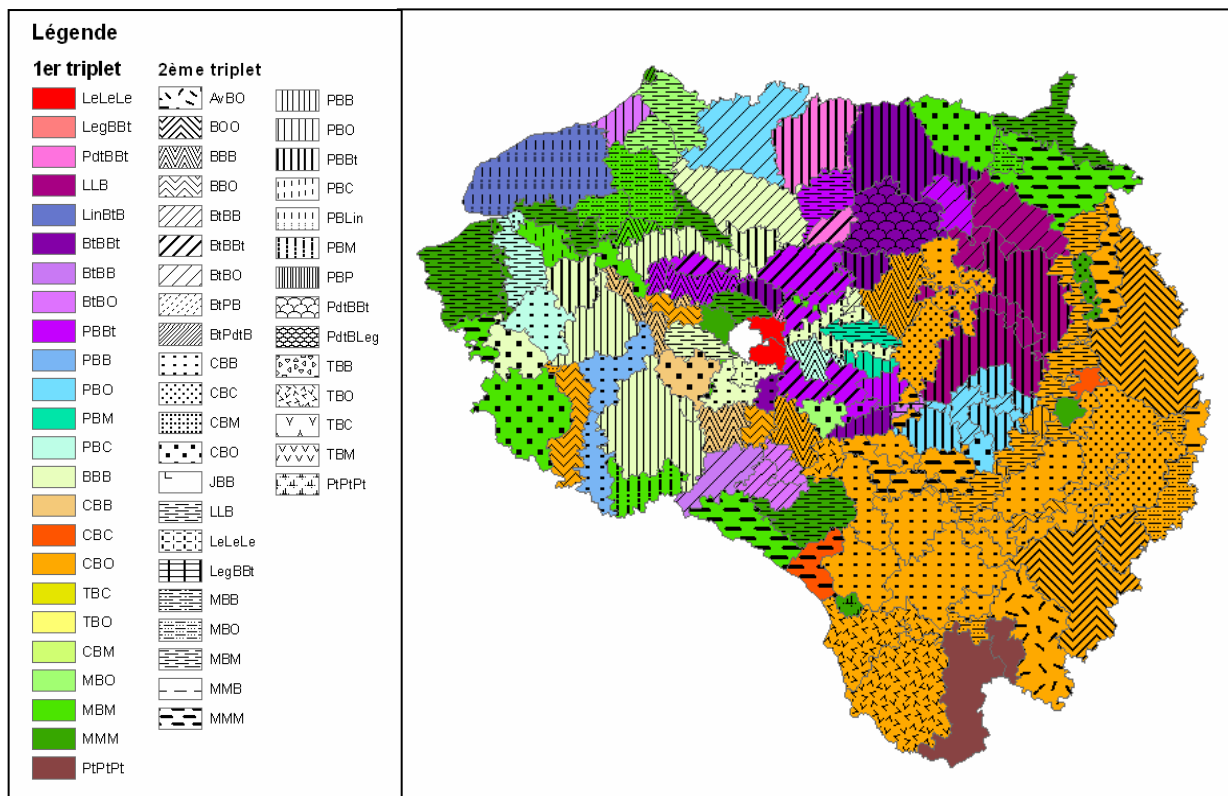 Légende
1er triplet
LeLeLe
LegBBt
PdtBBt
LLB
LinBtB
BtBBt
BtBB
BtBO
PBBt
PBB
PBO
PBM
PBC
BBB
CBB
CBC
CBO
TBC
TBO
CBM
MBO
MBM
MMM
PtPtPt
2ème triplet
AvBO
BOO
BBB
BBO
BtBB
BtBBt
BtBO
BtPB
BtPdtB
CBB
CBC
CBM
CBO
JBB
LLB
LeLeLe
LegBBt
MBB
MBO
MBM
MMB
MMM
PBB
PBO
PBBt
PBC
PBLin
PBM
PBP
PdtBBt
PdtBLeg
TBB
TBO
TBC
TBM
PtPtPt